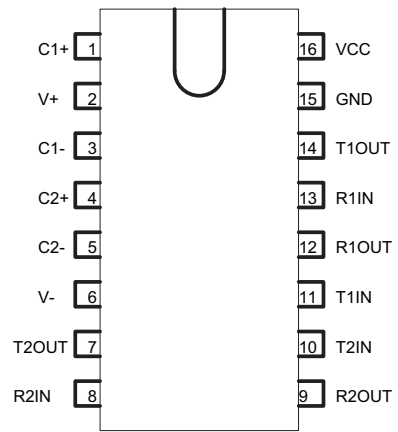 C1+ 1 16 VCC
V+ 2 15 GND
C1- 3 14 T1OUT
C2+ 4 13 R1IN
C2- 5 12 R1OUT
V- 6 11 T1IN
T2OUT 7 10 T2IN
R2IN 8 9 R2OUT